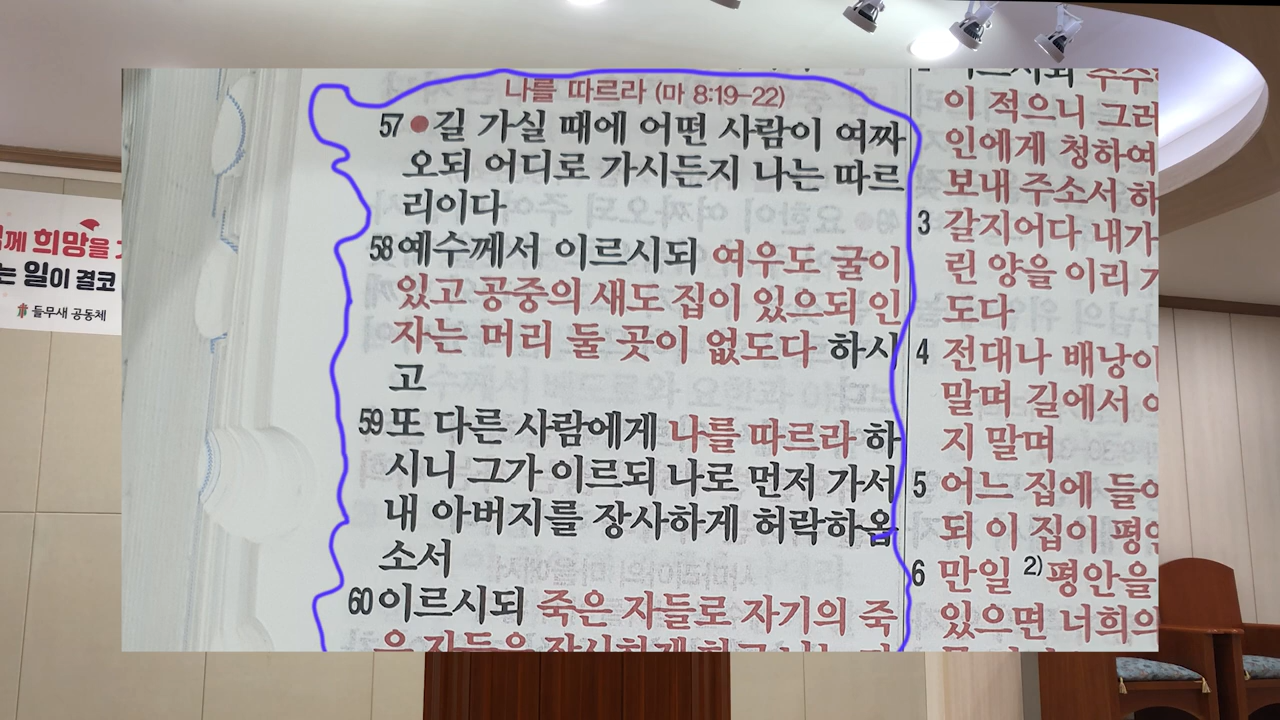 께 희망을
는 일이 결코
들무새 공동체
나를 따르라 (마 8:19-22)
57 ●길 가실 때에 어떤 사람이 여짜
오되 어디로 가시든지 나는 따르
리이다
58 예수께서 이르시되 여우도 굴이
있고 공중의 새도 집이 있으되 인
자는 머리 둘 곳이 없도다 하시
고
59 또 다른 사람에게 나를 따르라 하
시니 그가 이르되 나로 먼저 가서
내 아버지를 장사하게 허락하옵
소서
60 이르시되 죽은 자들로 자기의 죽
이 적으니 그러
인에게 청하여
보내 주소서 하
3 갈지어다 내가
린 양을 이리
도다
4 전대나 배낭이
말며 길에서
지 말며
5 어느 집에 들어
되 이 집이 평안
6 만일 2)평안을
있으면 너희의